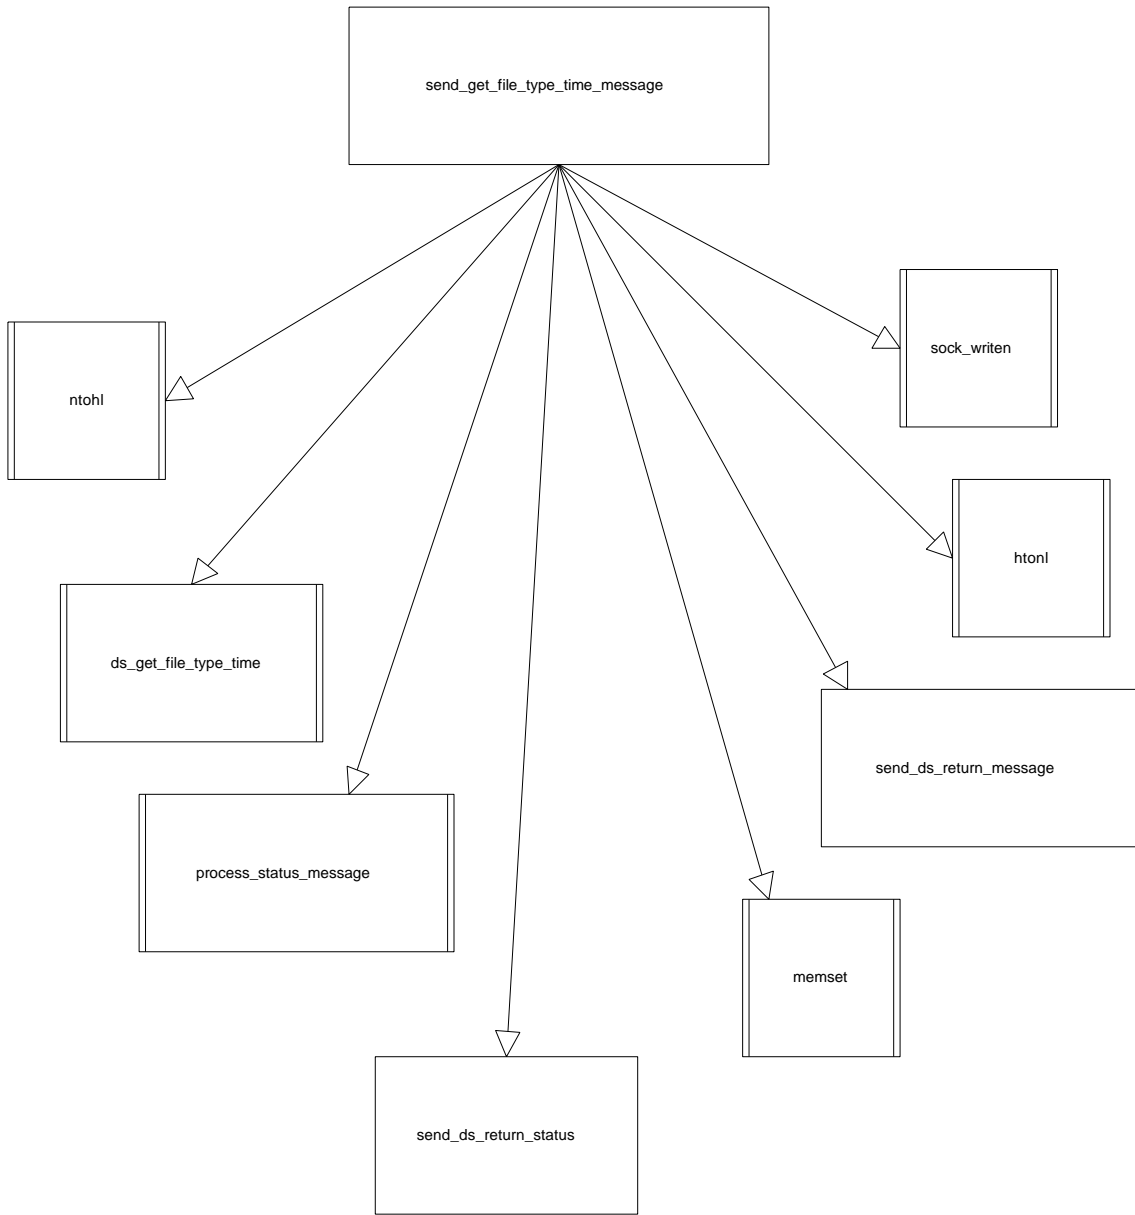 send_get_file_type_time_message
sock_writen
ntohl
htonl
ds_get_file_type_time
send_ds_return_message
process_status_message
memset
send_ds_return_status